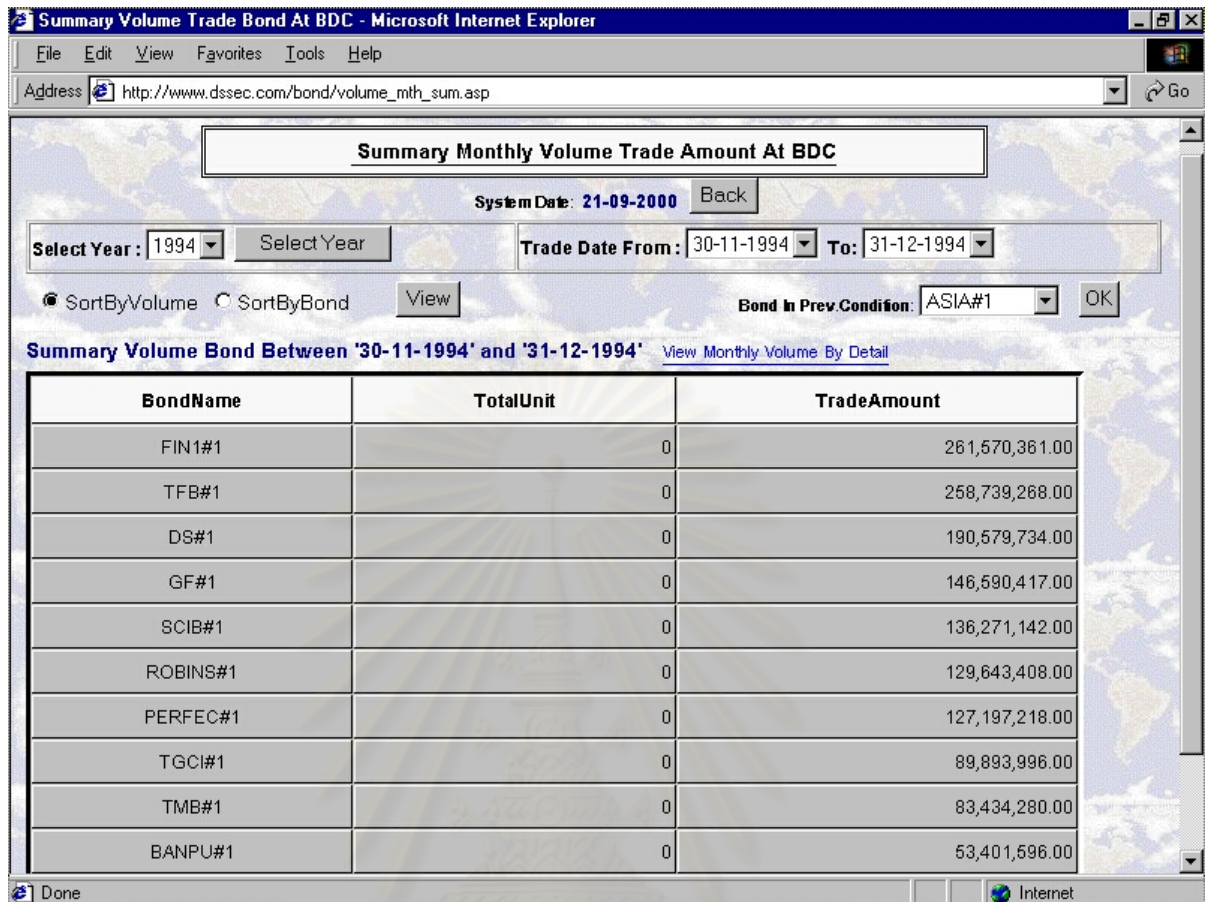 Summary Volume Trade Bond At BDC - Microsoft Internet Explorer
File Edit View Favorites Tools Help
Address http://www.dssec.com/bond/volume_mth_sum.asp Go
Summary Monthly Volume Trade Amount At BDC
System Date: 21-09-2000 Back
Select Year : 1994 Select Year Trade Date From : 30-11-1994 To: 31-12-1994
SortByVolume SortByBond View Bond In Prev.Condition: ASIA#1 OK
Summary Volume Bond Between '30-11-1994' and '31-12-1994' View Monthly Volume By Detail
BondName TotalUnit TradeAmount
FIN1#1 0 261,570,361.00
TFB#1 0 258,739,268.00
DS#1 0 190,579,734.00
GF#1 0 146,590,417.00
SCIB#1 0 136,271,142.00
ROBINS#1 0 129,643,408.00
PERFEC#1 0 127,197,218.00
TGCI#1 0 89,893,996.00
TMB#1 0 83,434,280.00
BANPU#1 0 53,401,596.00
Done Internet